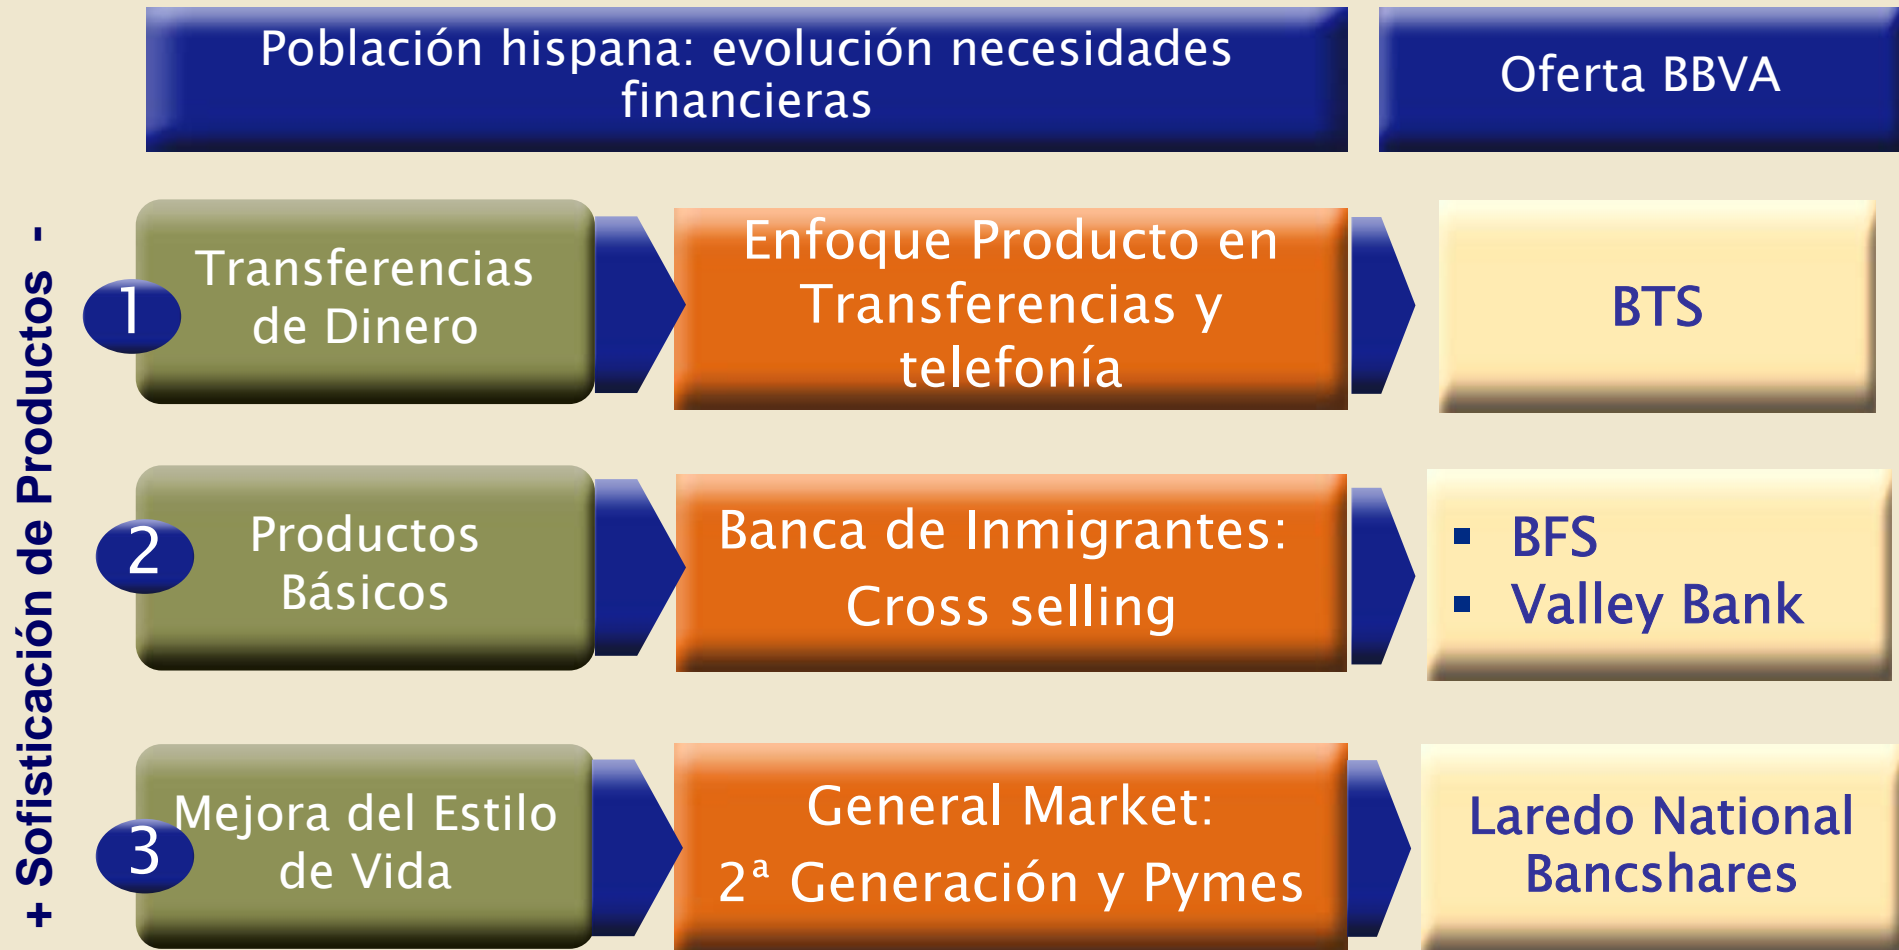 Población hispana: evolución necesidades
financieras
Oferta BBVA
+ Sofisticación de Productos -
1
Transferencias
de Dinero
Enfoque Producto en
Transferencias y
telefonía
BTS
2
Productos
Básicos
Banca de Inmigrantes:
Cross selling
▪ BFS
▪ Valley Bank
3
Mejora del Estilo
de Vida
General Market:
2ª Generación y Pymes
Laredo National
Bancshares